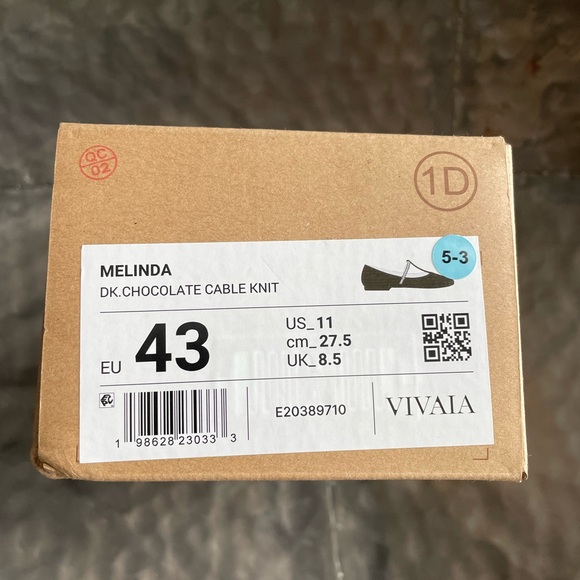 QC
02
1D
5-3
MELINDA
DK.CHOCOLATE CABLE KNIT
EU 43
US_11
cm_27.5
UK_8.5
1 98628 23033 3
E20389710
VIVAIA